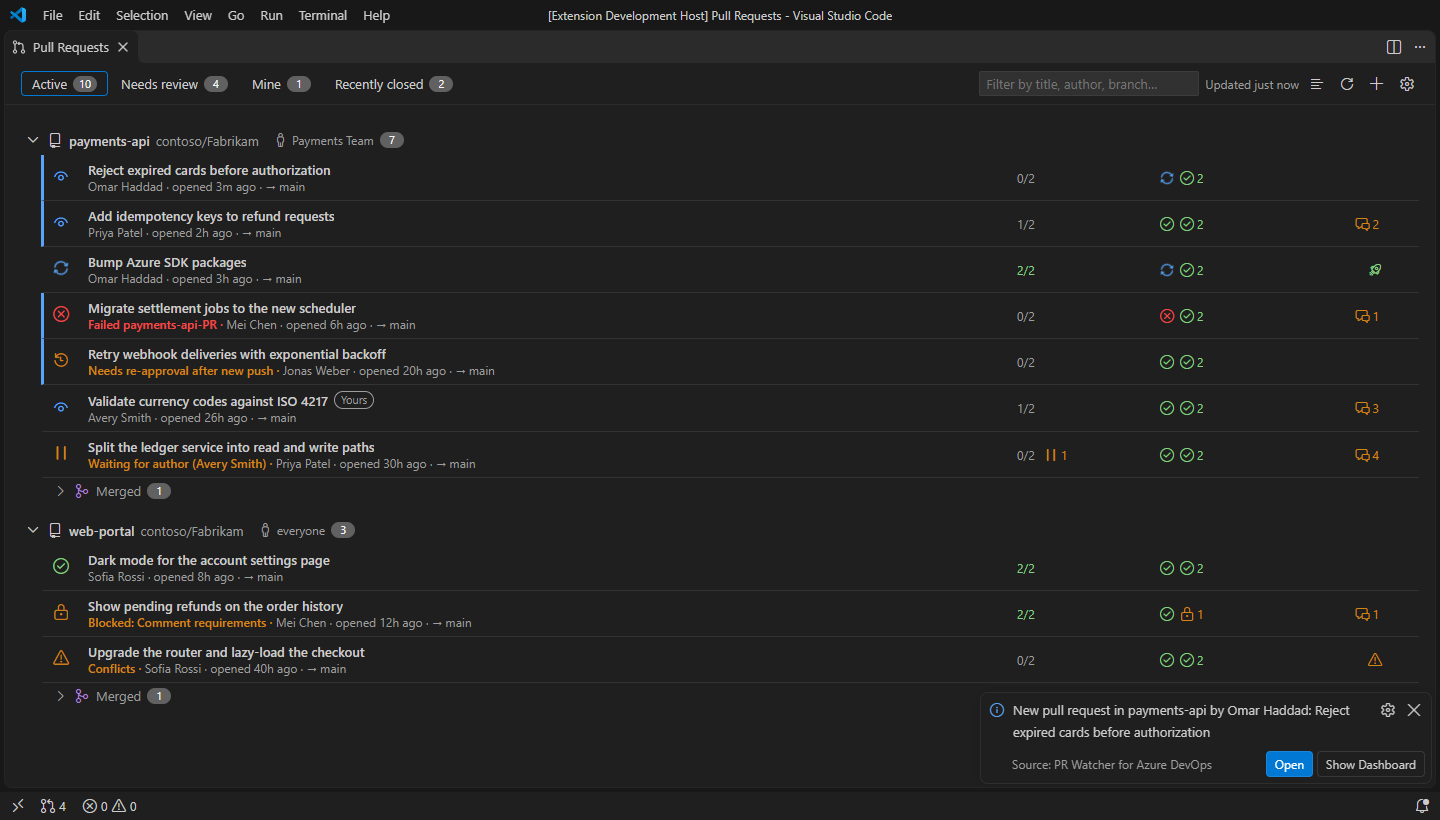 File Edit Selection View Go Run Terminal Help [Extension Development Host] Pull Requests - Visual Studio Code
Pull Requests
Active 10 Needs review 4 Mine 1 Recently closed 2 Filter by title, author, branch... Updated just now
payments-api contoso/Fabrikam Payments Team 7
Reject expired cards before authorization
Omar Haddad · opened 3m ago · → main 0/2 2
Add idempotency keys to refund requests
Priya Patel · opened 2h ago · → main 1/2 2 2
Bump Azure SDK packages
Omar Haddad · opened 3h ago · → main 2/2 2
Migrate settlement jobs to the new scheduler
Failed payments-api-PR · Mei Chen · opened 6h ago · → main 0/2 2 1
Retry webhook deliveries with exponential backoff
Needs re-approval after new push · Jonas Weber · opened 20h ago · → main 0/2 2
Validate currency codes against ISO 4217 Yours
Avery Smith · opened 26h ago · → main 1/2 2 3
Split the ledger service into read and write paths
Waiting for author (Avery Smith) · Priya Patel · opened 30h ago · → main 0/2 1 2 4
Merged 1
web-portal contoso/Fabrikam everyone 3
Dark mode for the account settings page
Sofia Rossi · opened 8h ago · → main 2/2 2
Show pending refunds on the order history
Blocked: Comment requirements · Mei Chen · opened 12h ago · → main 2/2 1 1
Upgrade the router and lazy-load the checkout
Conflicts · Sofia Rossi · opened 40h ago · → main 0/2 2
Merged 1
New pull request in payments-api by Omar Haddad: Reject
expired cards before authorization
Source: PR Watcher for Azure DevOps Open Show Dashboard
4 0 0